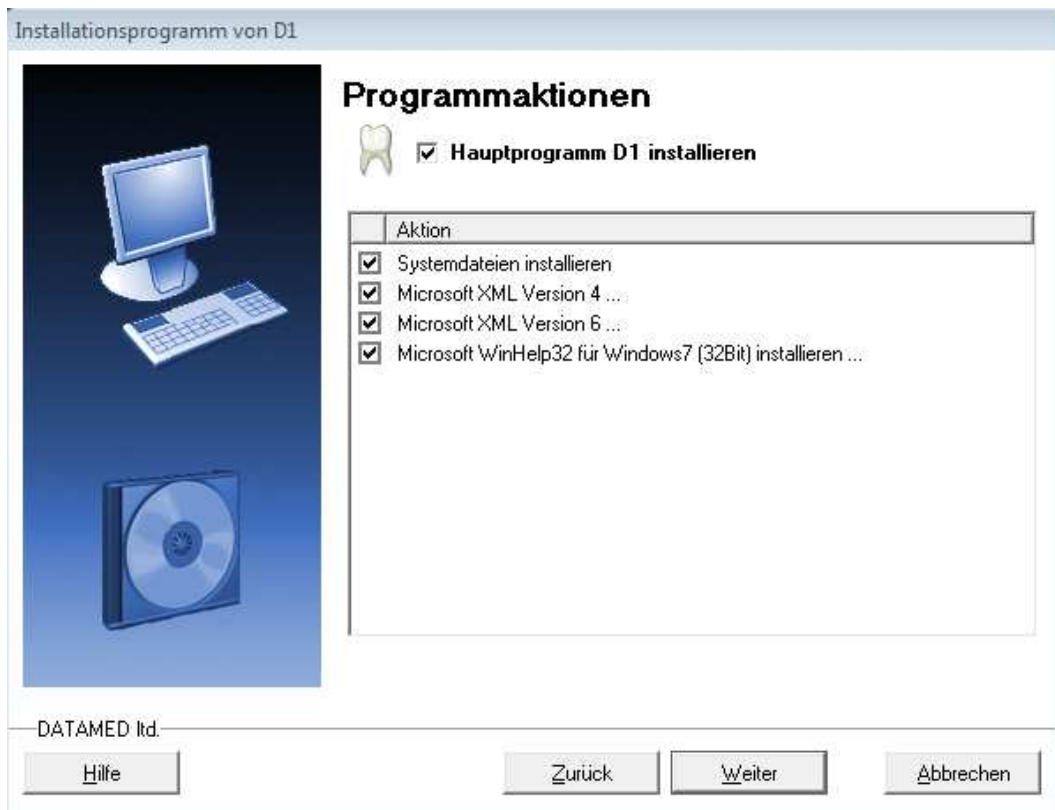 Installationsprogramm von D1
Programmaktionen
Hauptprogramm D1 installieren
Aktion
Systemdateien installieren
Microsoft XML Version 4 ...
Microsoft XML Version 6 ...
Microsoft WinHelp32 für Windows7 (32Bit) installieren ...
DATAMED ltd.
Hilfe
Zurück
Weiter
Abbrechen